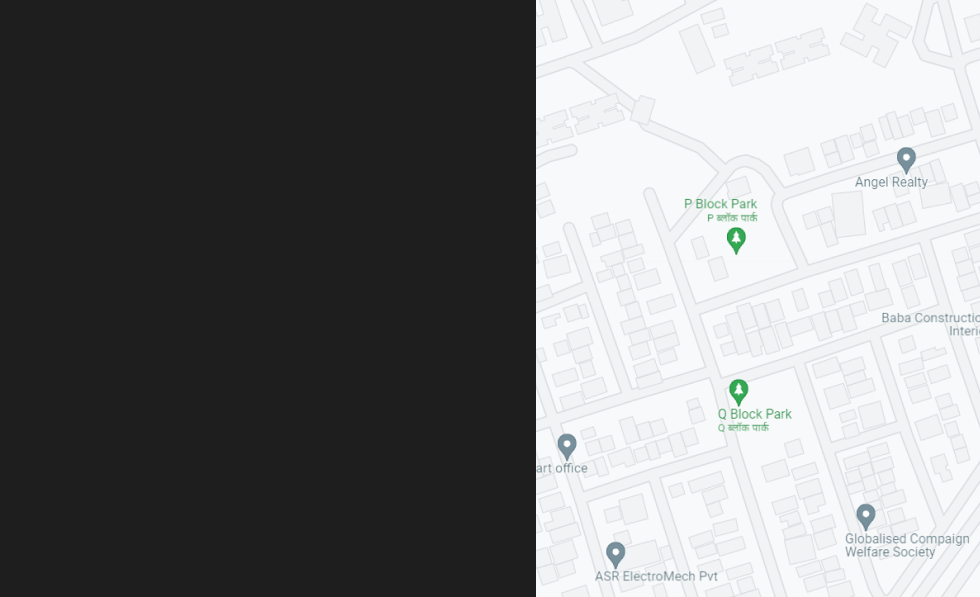 Angel Realty
P Block Park
P ब्लॉक पार्क
Baba Constructio
Interi
Q Block Park
Q ब्लॉक पार्क
art office
Globalised Compaign
Welfare Society
ASR ElectroMech Pvt